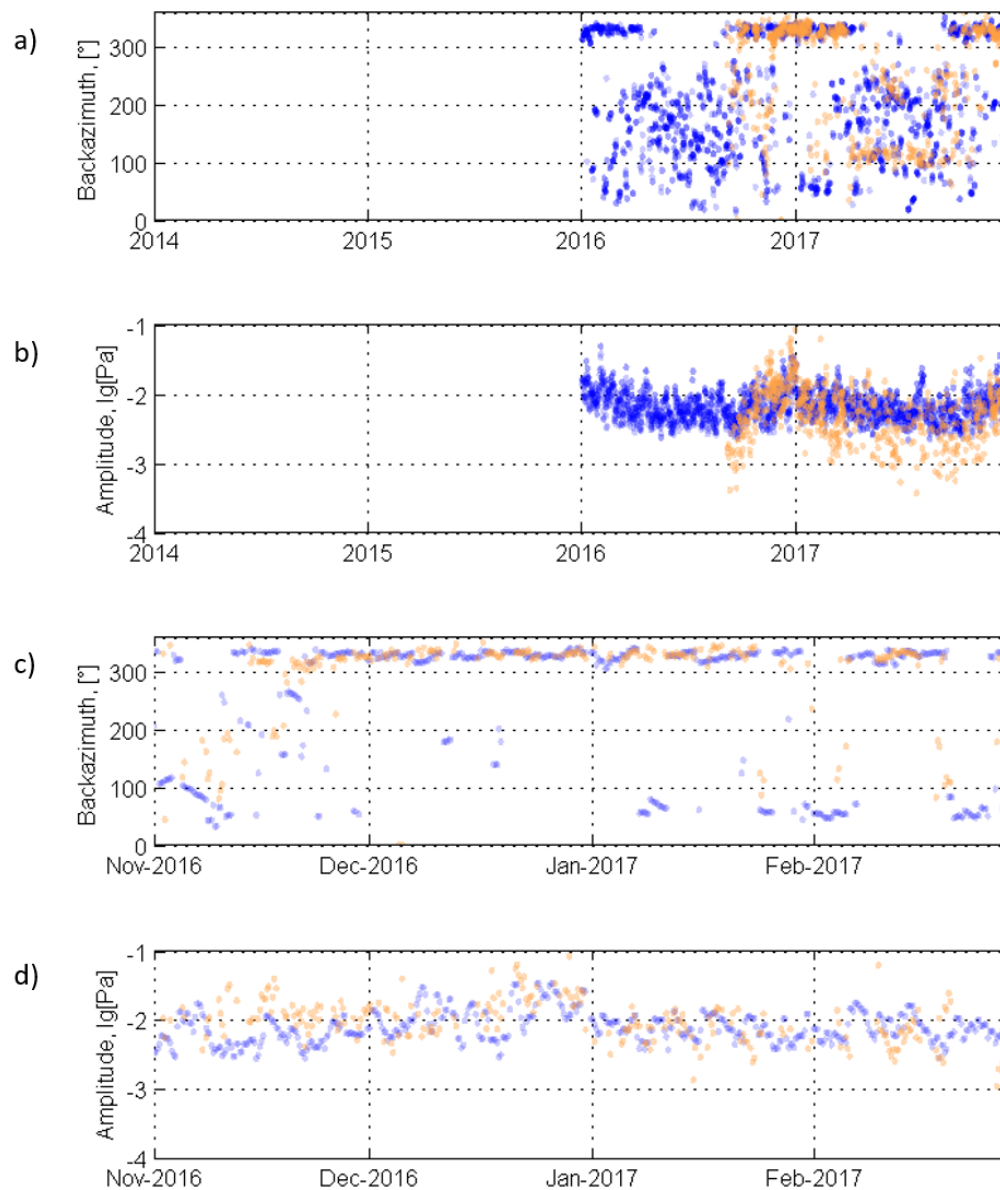 a)
Backazimuth, [°]
300
200
100
0
2014 2015 2016 2017
b)
Amplitude, lg[Pa]
-1
-2
-3
-4
2014 2015 2016 2017
c)
Backazimuth, [°]
300
200
100
0
Nov-2016 Dec-2016 Jan-2017 Feb-2017
d)
Amplitude, lg[Pa]
-1
-2
-3
-4
Nov-2016 Dec-2016 Jan-2017 Feb-2017